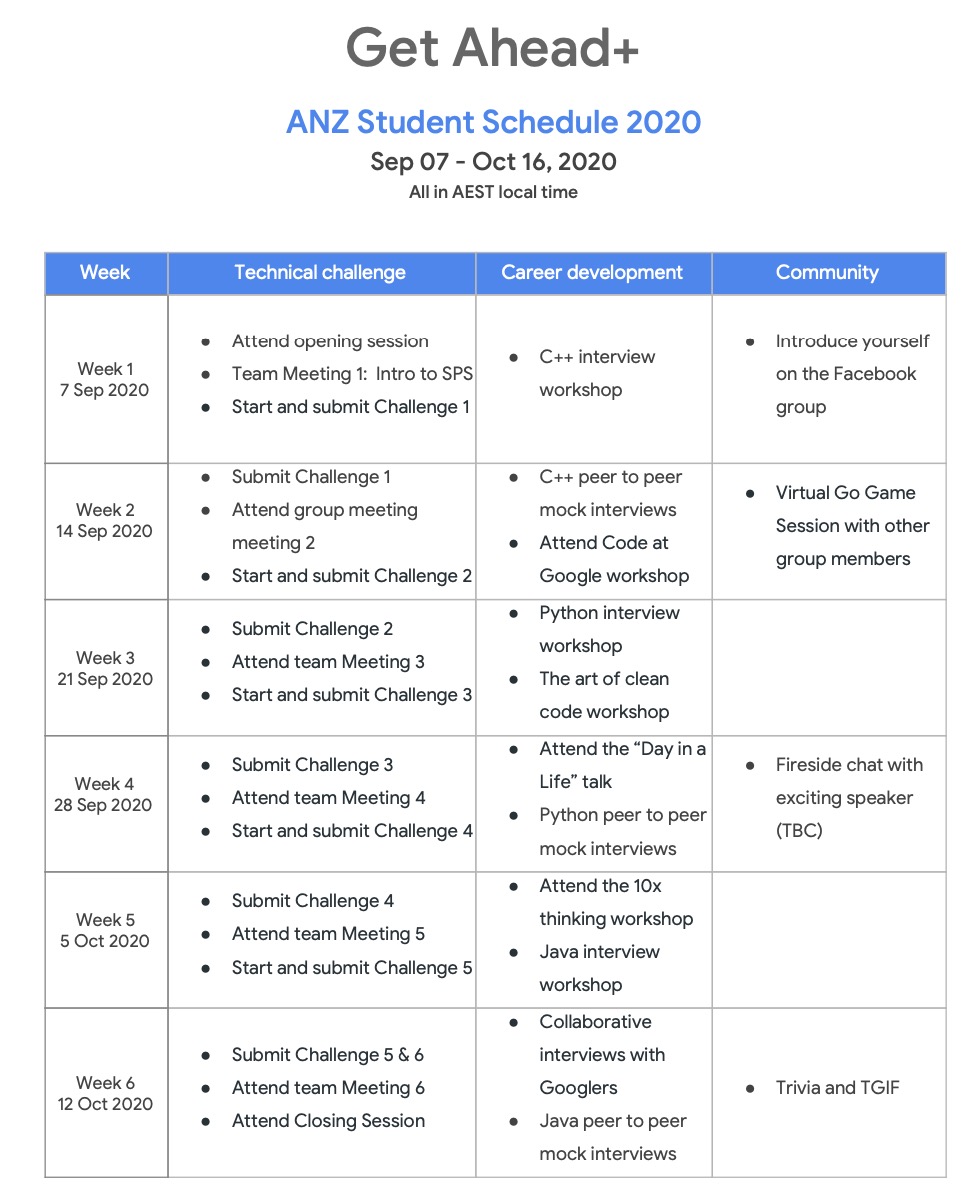 Get Ahead+
ANZ Student Schedule 2020
Sep 07 - Oct 16, 2020
All in AEST local time
Week
Technical challenge
Career development
Community
Week 1
7 Sep 2020
● Attend opening session
● Team Meeting 1: Intro to SPS
● Start and submit Challenge 1
● C++ interview
workshop
● Introduce yourself
on the Facebook
group
Week 2
14 Sep 2020
● Submit Challenge 1
● Attend group meeting
meeting 2
● Start and submit Challenge 2
● C++ peer to peer
mock interviews
● Attend Code at
Google workshop
● Virtual Go Game
Session with other
group members
Week 3
21 Sep 2020
● Submit Challenge 2
● Attend team Meeting 3
● Start and submit Challenge 3
● Python interview
workshop
● The art of clean
code workshop
Week 4
28 Sep 2020
● Submit Challenge 3
● Attend team Meeting 4
● Start and submit Challenge 4
● Attend the “Day in a
Life” talk
● Python peer to peer
mock interviews
● Fireside chat with
exciting speaker
(TBC)
Week 5
5 Oct 2020
● Submit Challenge 4
● Attend team Meeting 5
● Start and submit Challenge 5
● Attend the 10x
thinking workshop
● Java interview
workshop
Week 6
12 Oct 2020
● Submit Challenge 5 & 6
● Attend team Meeting 6
● Attend Closing Session
● Collaborative
interviews with
Googlers
● Java peer to peer
mock interviews
● Trivia and TGIF